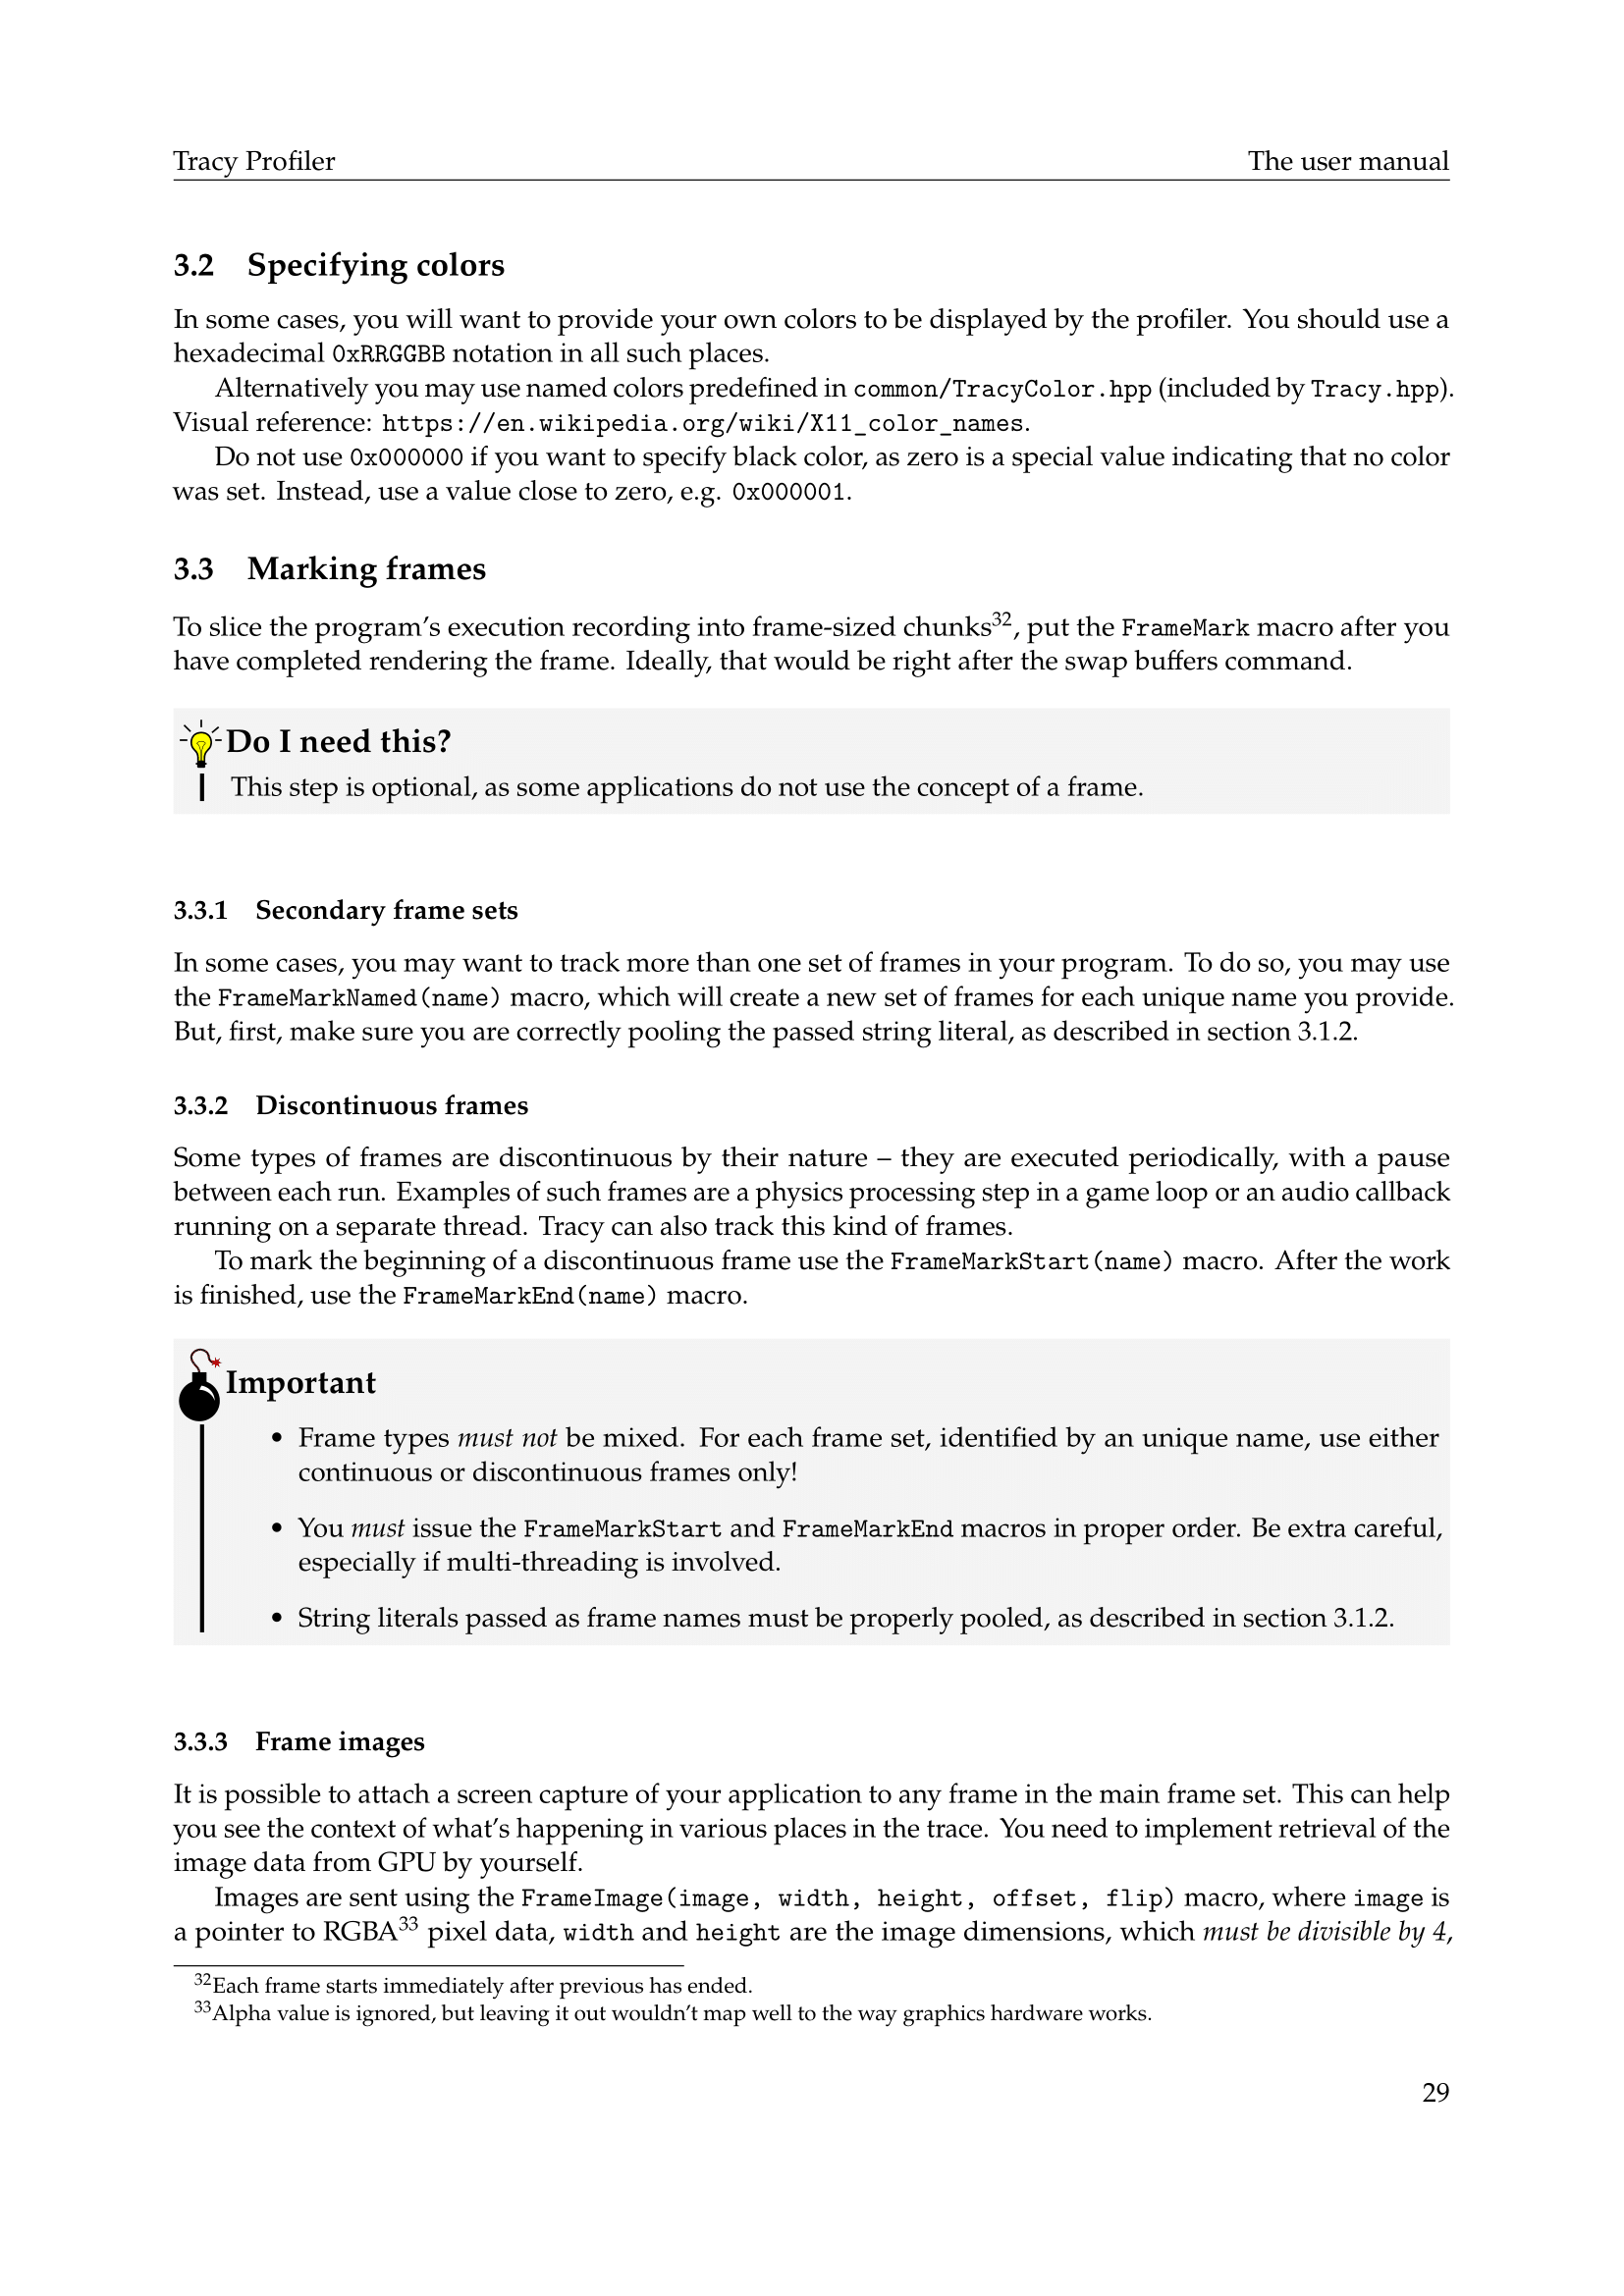 Tracy Profiler The user manual
3.2 Specifying colors
In some cases, you will want to provide your own colors to be displayed by the profiler. You should use a
hexadecimal 0xRRGGBB notation in all such places.
Alternatively you may use named colors predefined in common/TracyColor.hpp (included by Tracy.hpp).
Visual reference: https://en.wikipedia.org/wiki/X11_color_names.
Do not use 0x000000 if you want to specify black color, as zero is a special value indicating that no color
was set. Instead, use a value close to zero, e.g. 0x000001.
3.3 Marking frames
To slice the program's execution recording into frame-sized chunks32, put the FrameMark macro after you
have completed rendering the frame. Ideally, that would be right after the swap buffers command.
Do I need this?
This step is optional, as some applications do not use the concept of a frame.
3.3.1 Secondary frame sets
In some cases, you may want to track more than one set of frames in your program. To do so, you may use
the FrameMarkNamed(name) macro, which will create a new set of frames for each unique name you provide.
But, first, make sure you are correctly pooling the passed string literal, as described in section 3.1.2.
3.3.2 Discontinuous frames
Some types of frames are discontinuous by their nature – they are executed periodically, with a pause
between each run. Examples of such frames are a physics processing step in a game loop or an audio callback
running on a separate thread. Tracy can also track this kind of frames.
To mark the beginning of a discontinuous frame use the FrameMarkStart(name) macro. After the work
is finished, use the FrameMarkEnd(name) macro.
Important
• Frame types must not be mixed. For each frame set, identified by an unique name, use either
continuous or discontinuous frames only!
• You must issue the FrameMarkStart and FrameMarkEnd macros in proper order. Be extra careful,
especially if multi-threading is involved.
• String literals passed as frame names must be properly pooled, as described in section 3.1.2.
3.3.3 Frame images
It is possible to attach a screen capture of your application to any frame in the main frame set. This can help
you see the context of what's happening in various places in the trace. You need to implement retrieval of the
image data from GPU by yourself.
Images are sent using the FrameImage(image, width, height, offset, flip) macro, where image is
a pointer to RGBA33 pixel data, width and height are the image dimensions, which must be divisible by 4,
32Each frame starts immediately after previous has ended.
33Alpha value is ignored, but leaving it out wouldn't map well to the way graphics hardware works.
29